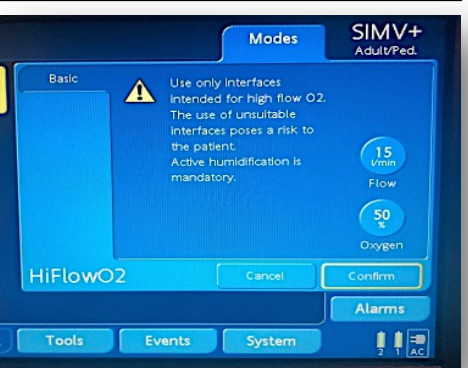 Modes
SIMV+
Adult/Ped.
Basic
Use only interfaces
intended for high flow O2.
The use of unsuitable
interfaces poses a risk to
the patient.
Active humidification is
mandatory.
15
l/min
Flow
50
%
Oxygen
HiFlowO2
Cancel
Confirm
Alarms
Tools
Events
System
2
1
AC